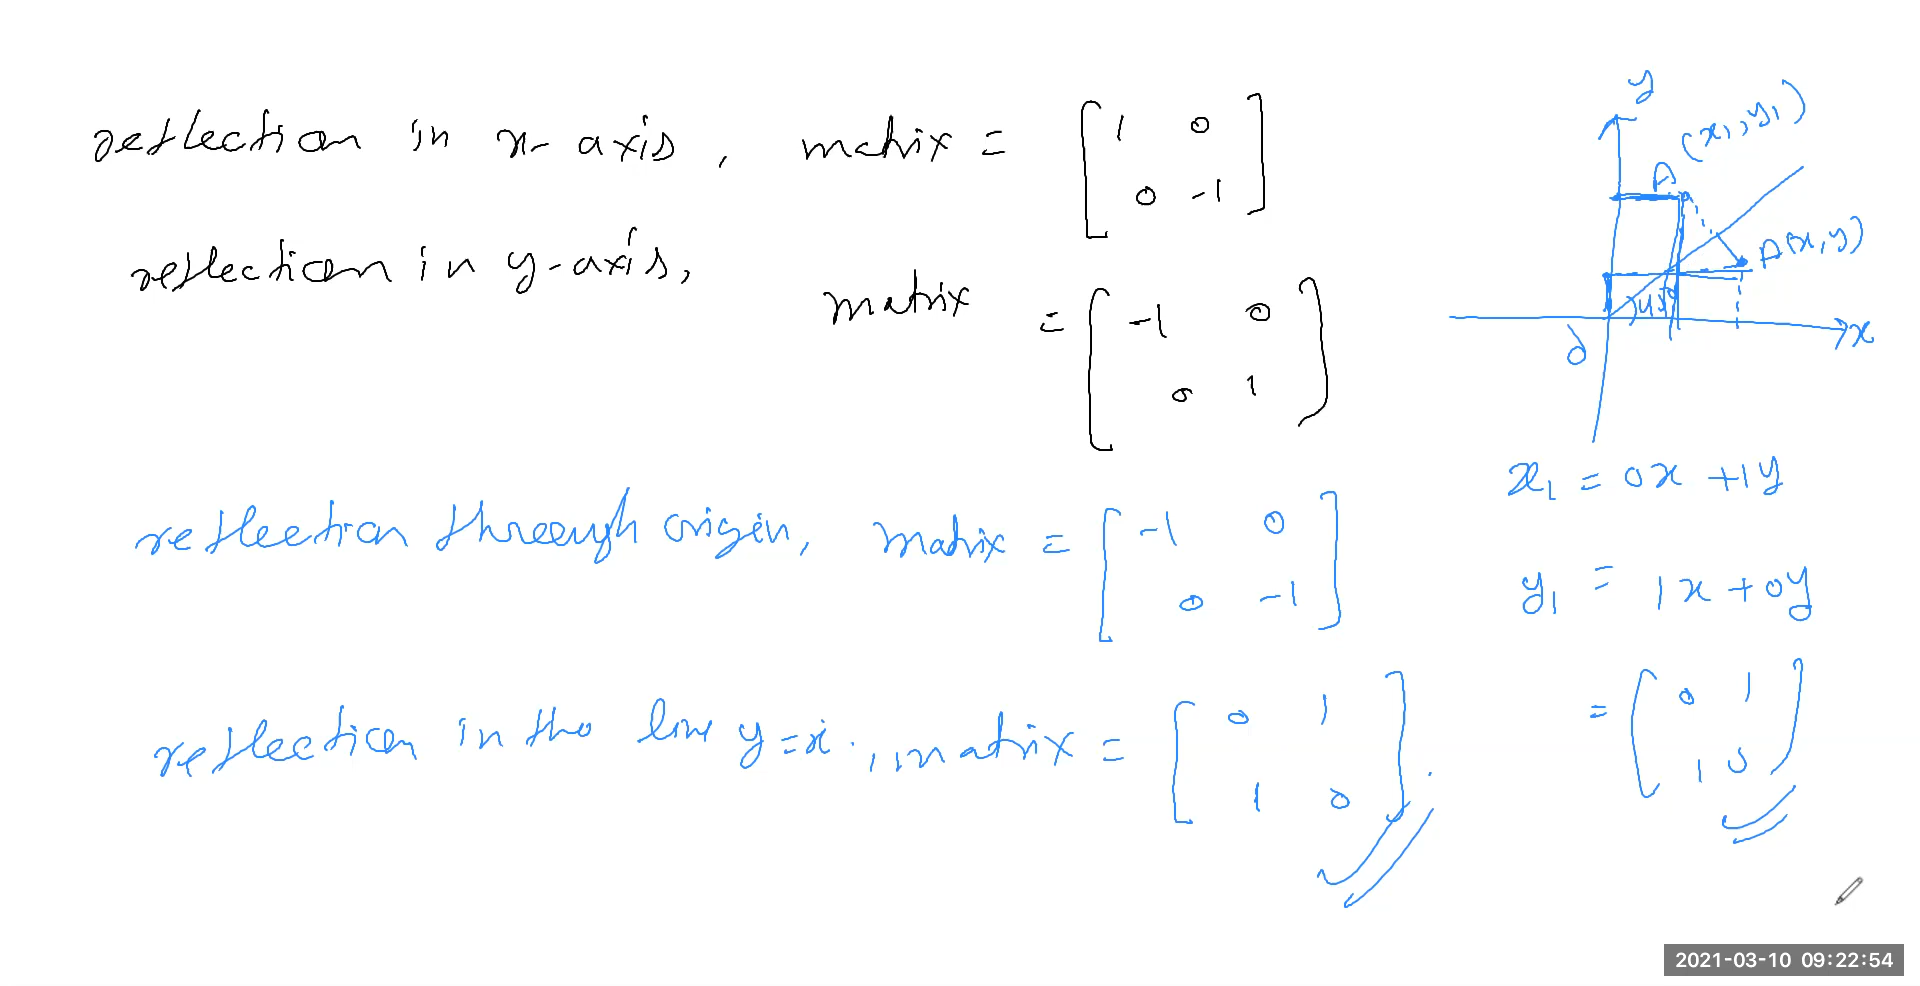 reflection in x-axis, matrix = [1 0
0 -1]
reflection in y-axis,
matrix = [-1 0
0 1]
reflection through origin, matrix = [-1 0
0 -1]
reflection in the line y=x., matrix = [0 1
1 0].
y
A (x₁, y₁)
A(x, y)
45°
0
x
x₁ = 0x + 1y
y₁ = 1x + 0y
= [0 1
1 0]
2021-03-10 09:22:54